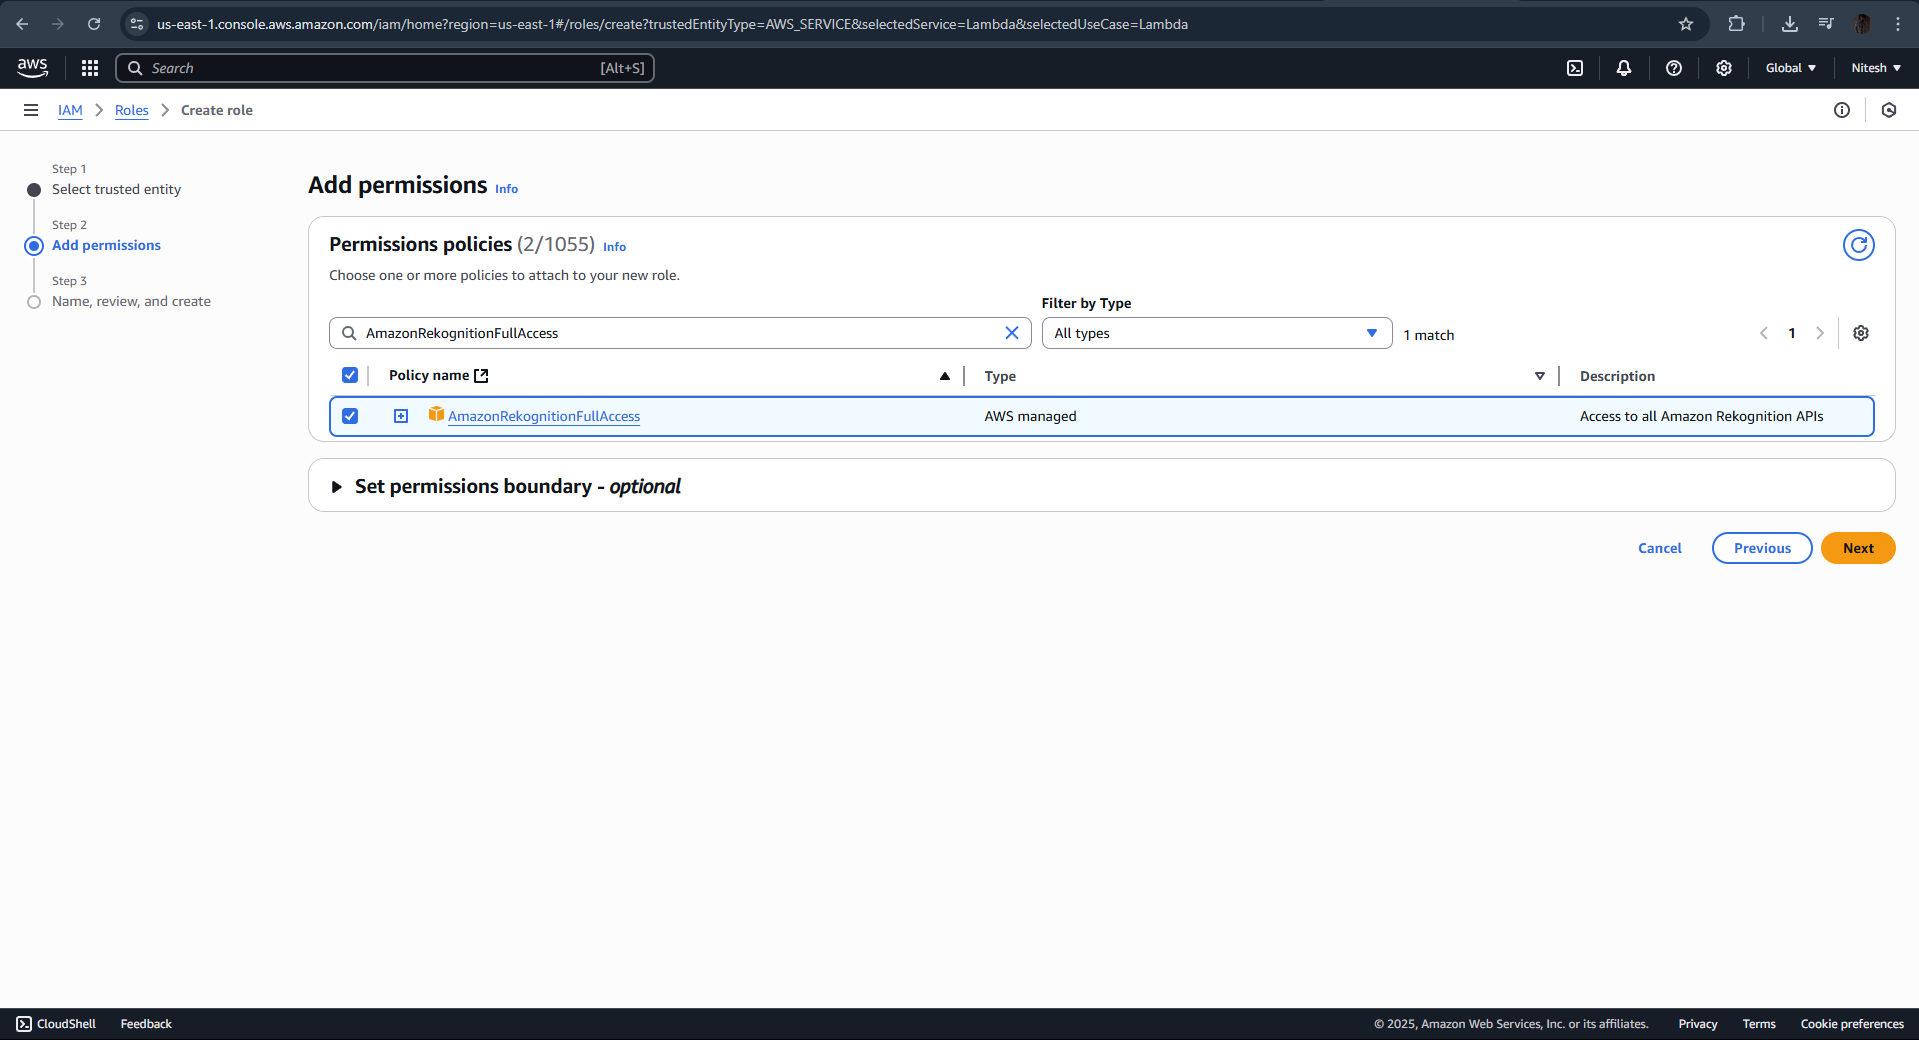 us-east-1.console.aws.amazon.com/iam/home?region=us-east-1#/roles/create?trustedEntityType=AWS_SERVICE&selectedService=Lambda&selectedUseCase=Lambda
aws Search [Alt+S] Global Nitesh
IAM Roles Create role
Step 1
Select trusted entity
Step 2
Add permissions
Step 3
Name, review, and create
Add permissions Info
Permissions policies (2/1055) Info
Choose one or more policies to attach to your new role.
Filter by Type
AmazonRekognitionFullAccess All types 1 match 1
Policy name Type Description
AmazonRekognitionFullAccess AWS managed Access to all Amazon Rekognition APIs
Set permissions boundary - optional
Cancel Previous Next
CloudShell Feedback © 2025, Amazon Web Services, Inc. or its affiliates. Privacy Terms Cookie preferences